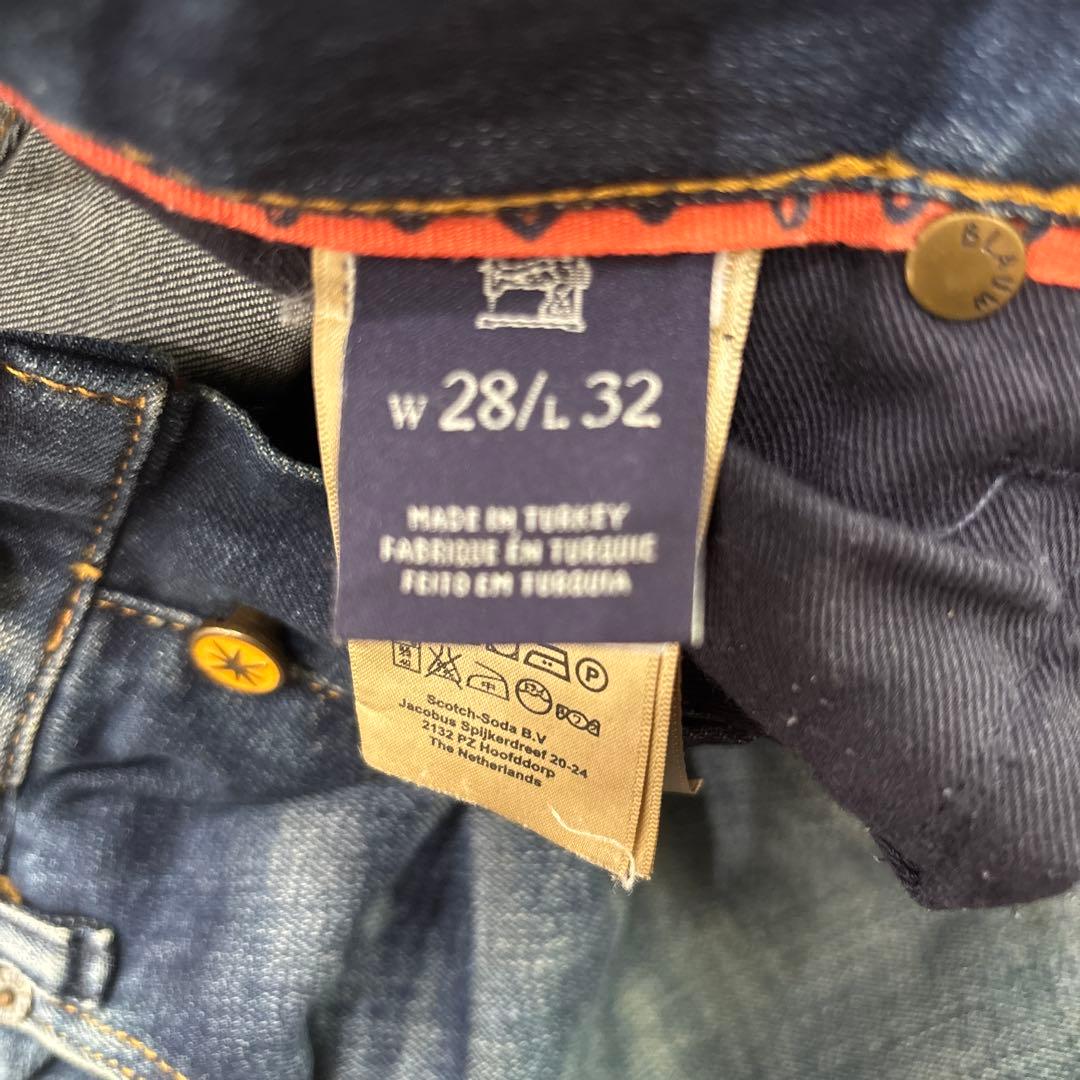 BLAUW
W 28/L 32
MADE IN TURKEY
FABRIQUE EN TURQUIE
FEITO EM TURQUIA
P
Scotch-Soda B.V
Jacobus Spijkerdreef 20-24
2132 PZ Hoofddorp
The Netherlands